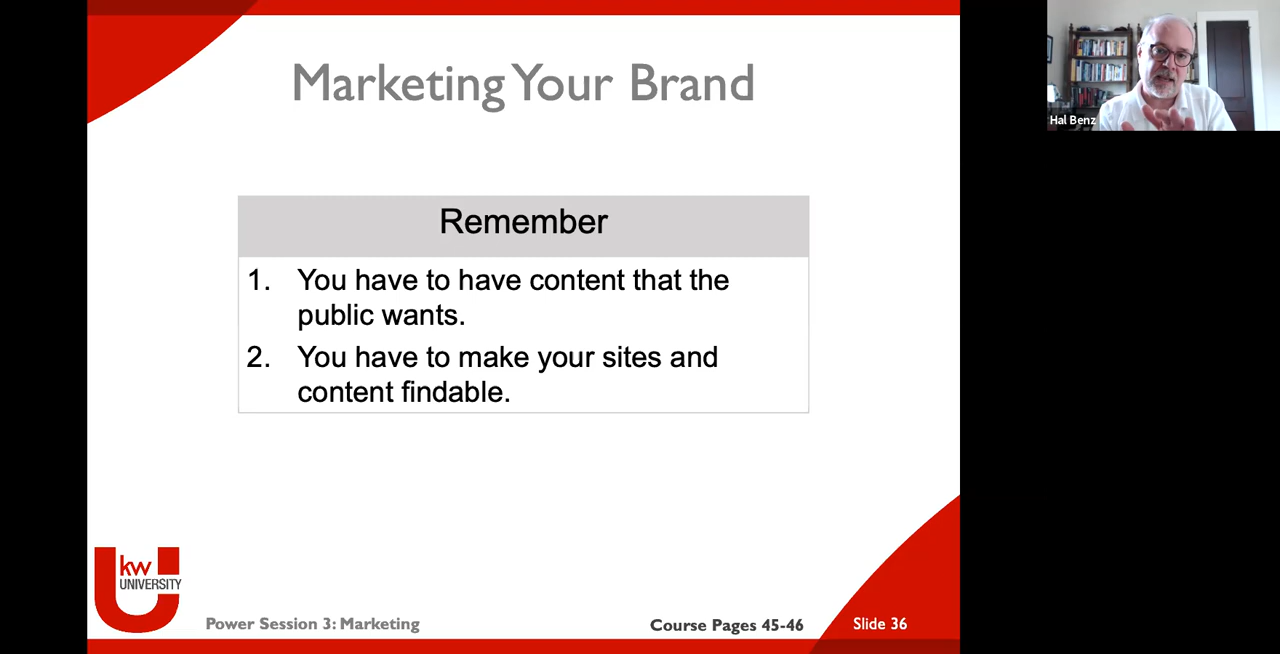 Marketing Your Brand
Hal Benz
Remember
1. You have to have content that the
public wants.
2. You have to make your sites and
content findable.
kw
UNIVERSITY
Power Session 3: Marketing
Course Pages 45-46
Slide 36